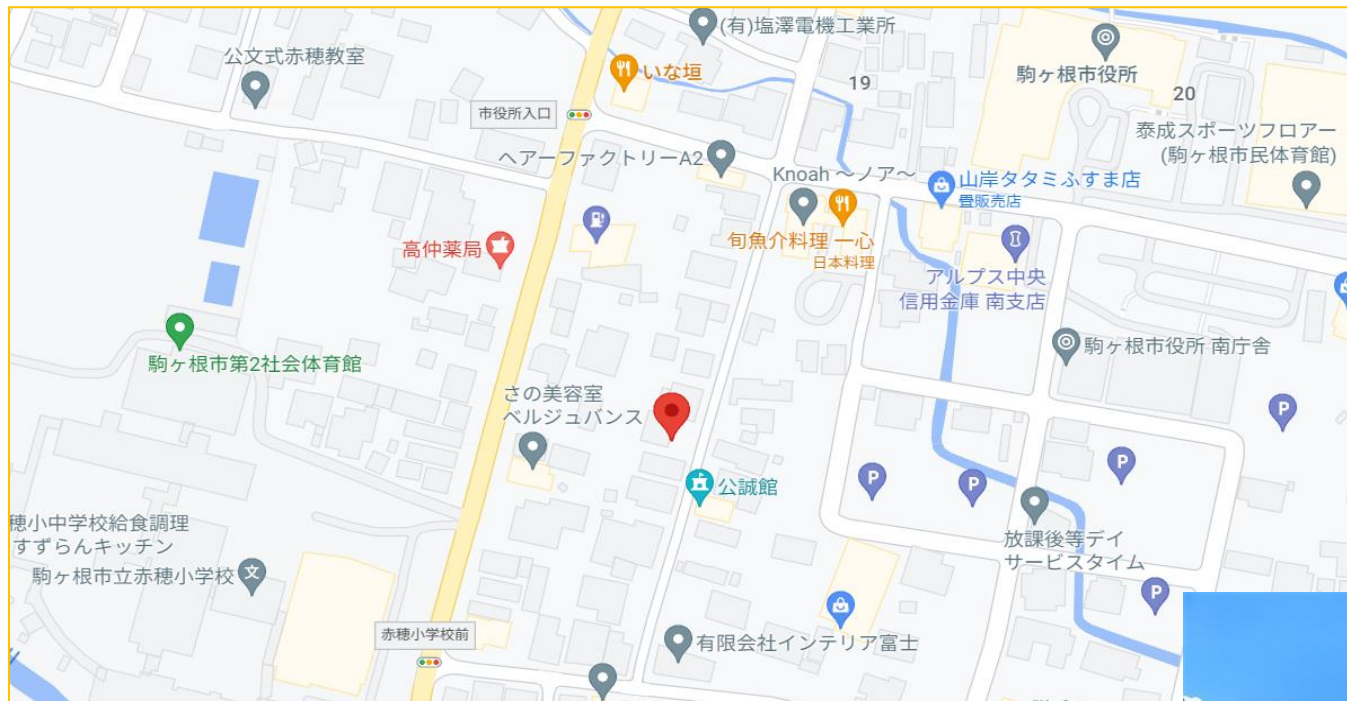 (有)塩澤電機工業所
公文式赤穂教室
いな垣
19
駒ヶ根市役所
20
市役所入口
泰成スポーツフロアー
(駒ヶ根市民体育館)
ヘアーファクトリーA2
Knoah ~ノア~
山岸タタミふすま店
畳販売店
高仲薬局
旬魚介料理 一心
日本料理
アルプス中央
信用金庫 南支店
駒ヶ根市役所 南庁舎
駒ヶ根市第2社会体育館
さの美容室
ベルジュバンス
P
P
公誠館
P
P
穂小中学校給食調理
すずらんキッチン
放課後等デイ
サービスタイム
駒ヶ根市立赤穂小学校
文
P
赤穂小学校前
有限会社インテリア富士